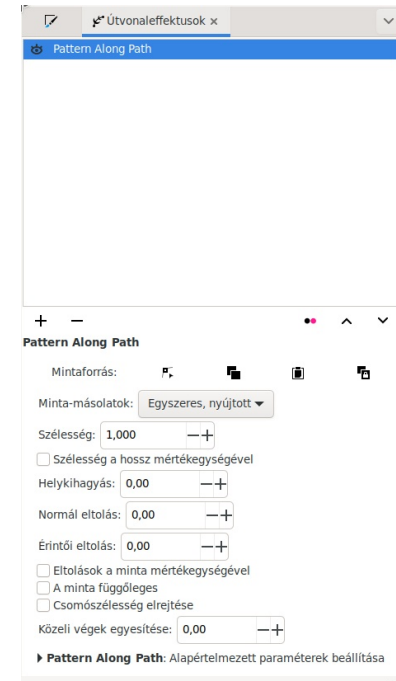 Útvonaleffektusok ×
Pattern Along Path
Pattern Along Path
Mintaforrás:
Minta-másolatok: Egyszeres, nyújtott
Szélesség: 1,000
Szélesség a hossz mértékegységével
Helykihagyás: 0,00
Normál eltolás: 0,00
Érintői eltolás: 0,00
Eltolások a minta mértékegységével
A minta függőleges
Csomószélesség elrejtése
Közeli végek egyesítése: 0,00
Pattern Along Path: Alapértelmezett paraméterek beállítása